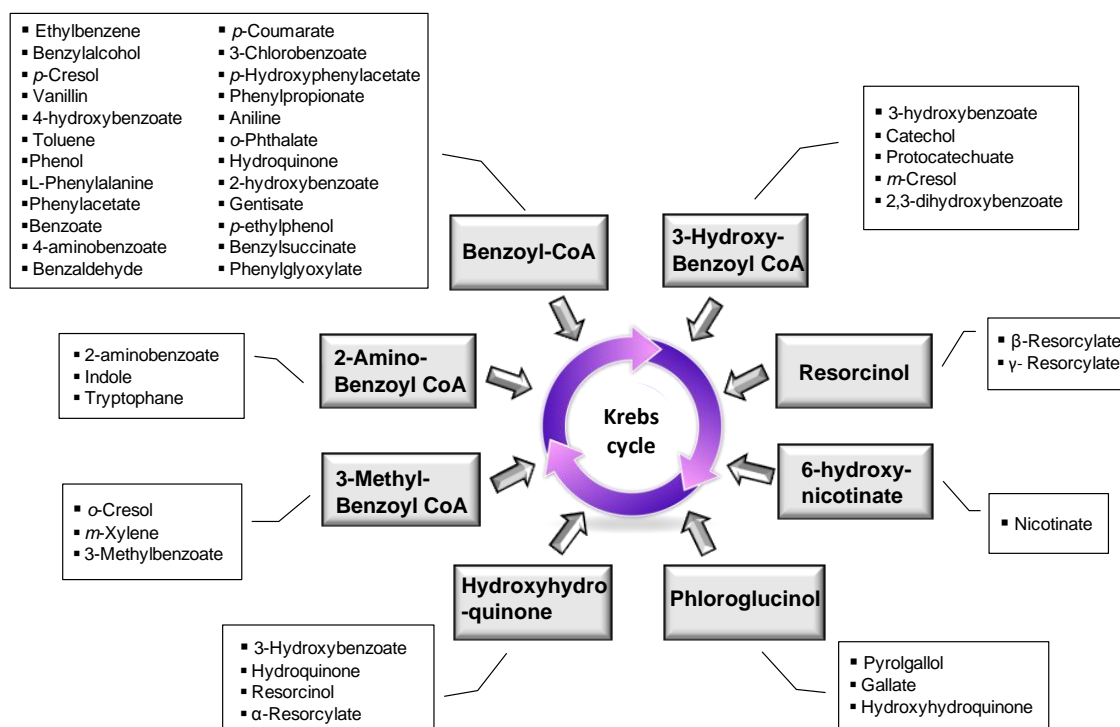 ▪ Ethylbenzene
▪ Benzylalcohol
▪ p-Cresol
▪ Vanillin
▪ 4-hydroxybenzoate
▪ Toluene
▪Phenol
▪L-Phenylalanine
▪Phenylacetate
▪Benzoate
▪ 4-aminobenzoate
▪ Benzaldehyde
▪ p-Coumarate
▪ 3-Chlorobenzoate
▪ p-Hydroxyphenylacetate
▪ Phenylpropionate
▪ Aniline
▪ o-Phthalate
▪ Hydroquinone
▪ 2-hydroxybenzoate
▪ Gentisate
▪ p-ethylphenol
▪ Benzylsuccinate
▪ Phenylglyoxylate
▪ 3-hydroxybenzoate
▪ Catechol
▪ Protocatechuate
▪ m-Cresol
▪ 2,3-dihydroxybenzoate
Benzoyl-CoA
3-Hydroxy-
Benzoyl CoA
▪ 2-aminobenzoate
▪ Indole
▪ Tryptophane
2-Amino-
Benzoyl CoA
Krebs
cycle
Resorcinol
▪ β-Resorcylate
▪ γ- Resorcylate
▪ o-Cresol
▪ m-Xylene
▪ 3-Methylbenzoate
3-Methyl-
Benzoyl CoA
6-hydroxy-
nicotinate
▪ Nicotinate
Hydroxyhydro
-quinone
Phloroglucinol
▪ 3-Hydroxybenzoate
▪ Hydroquinone
▪ Resorcinol
▪ α-Resorcylate
▪ Pyrolgallol
▪ Gallate
▪ Hydroxyhydroquinone